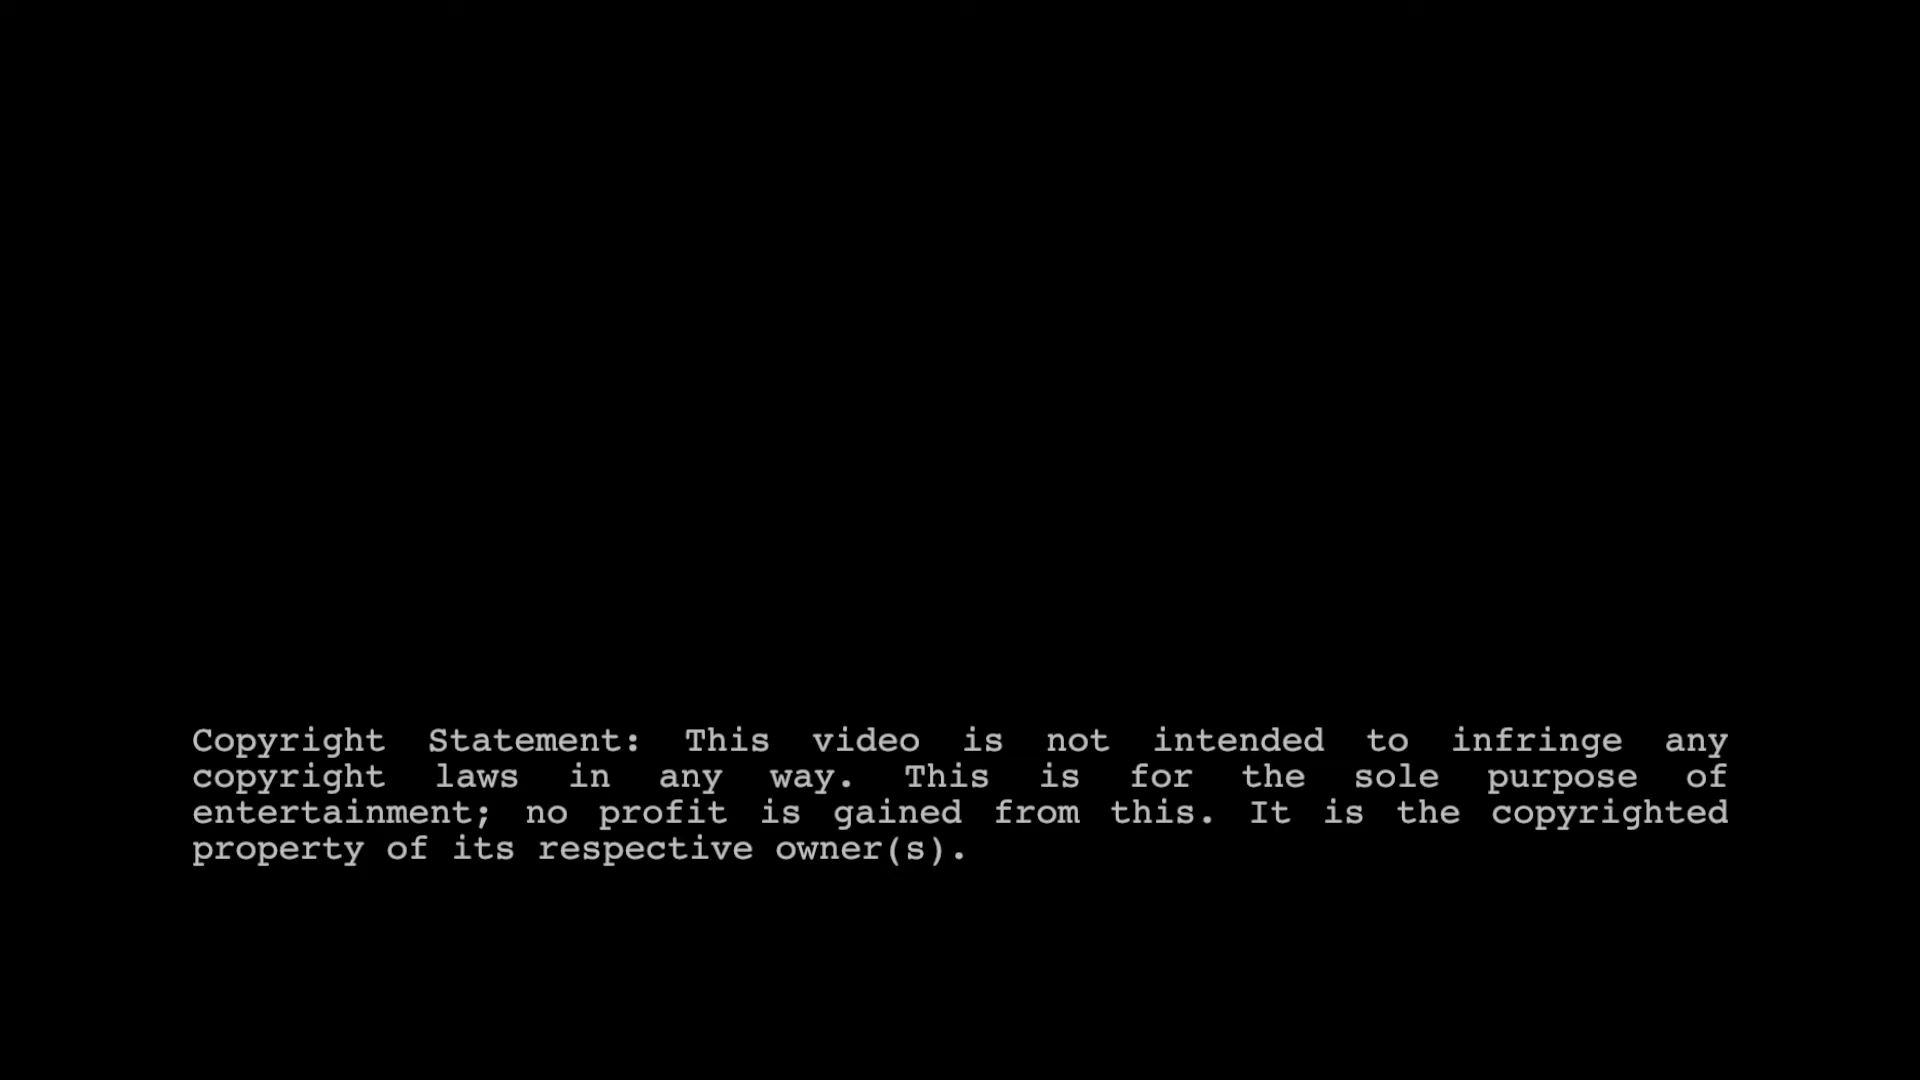 Copyright Statement: This video is not intended to infringe any
copyright laws in any way. This is for the sole purpose of
entertainment; no profit is gained from this. It is the copyrighted
property of its respective owner(s).